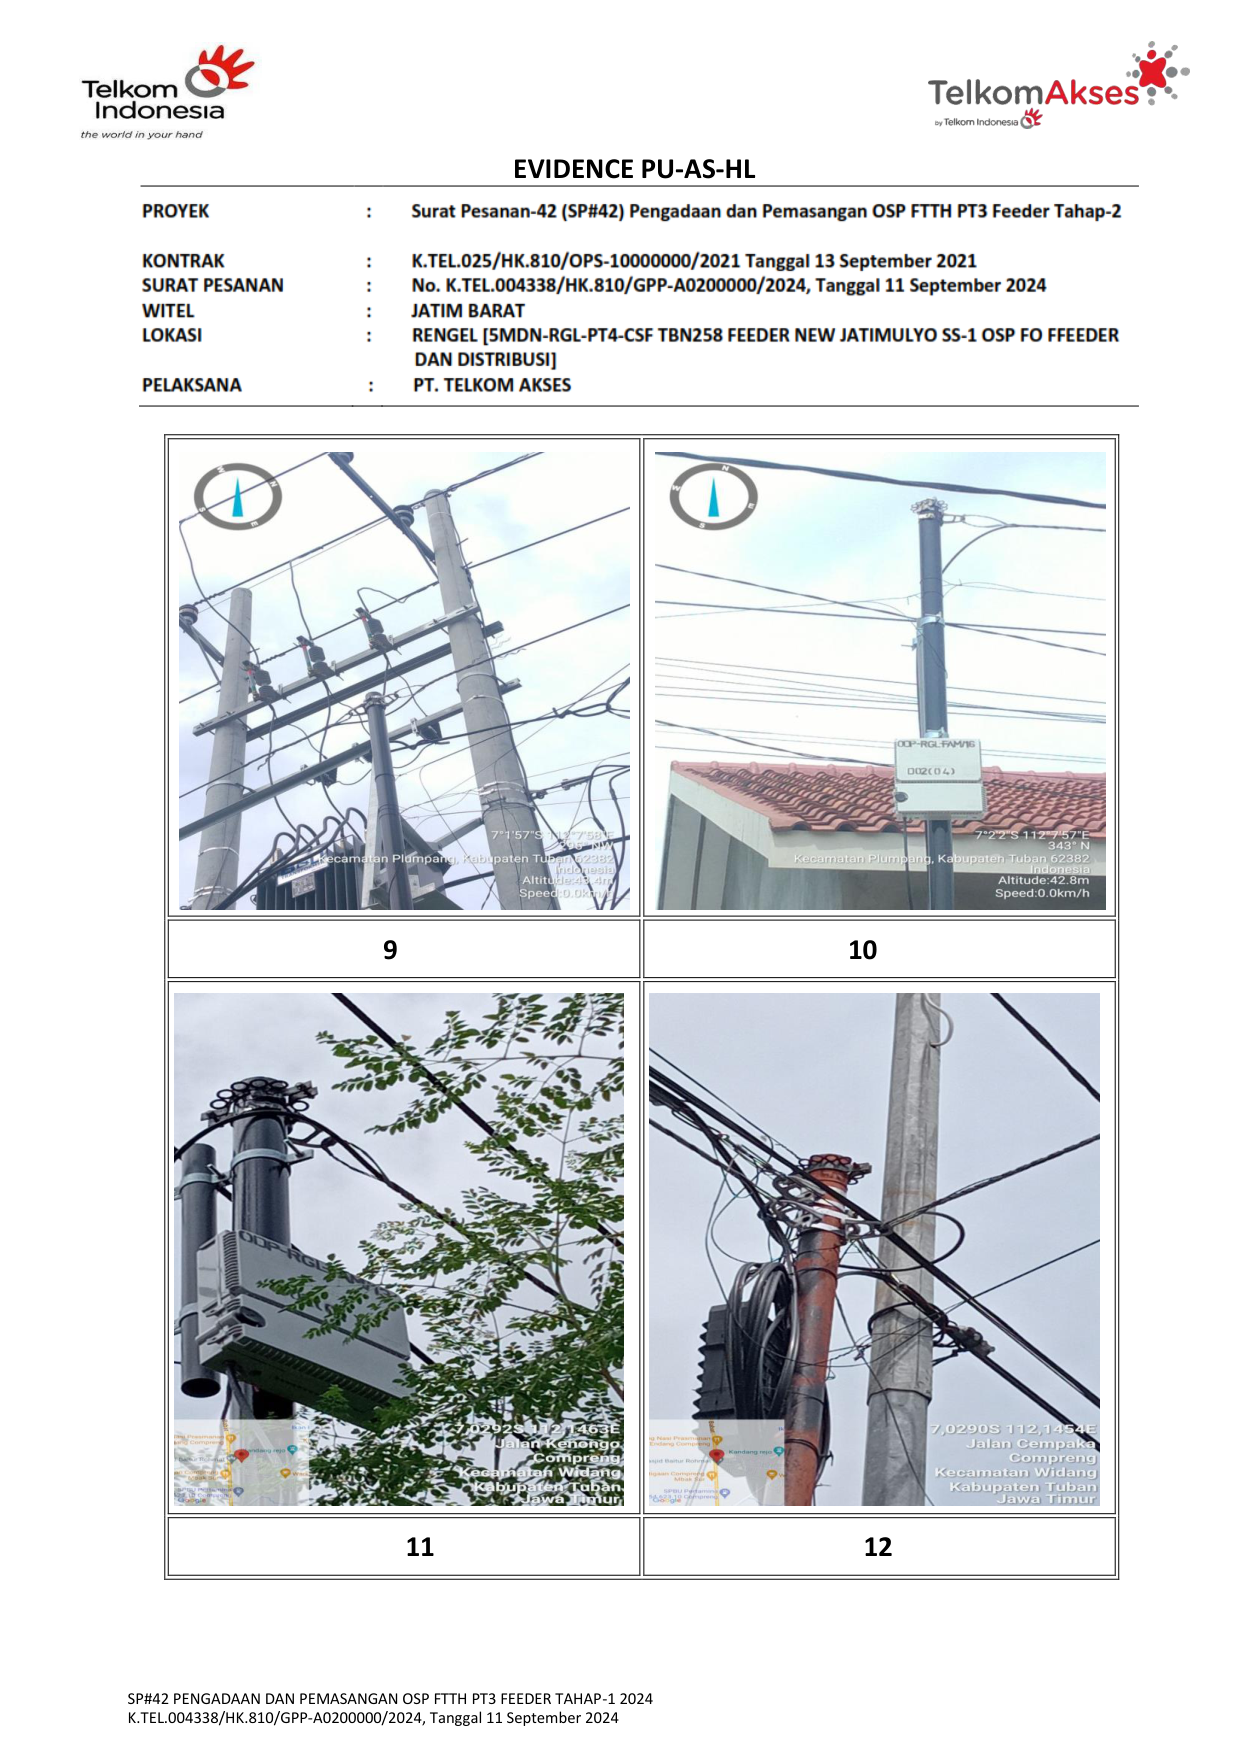 Telkom
Indonesia
the world in your hand
TelkomAkses
by Telkom Indonesia
EVIDENCE PU-AS-HL
PROYEK : Surat Pesanan-42 (SP#42) Pengadaan dan Pemasangan OSP FTTH PT3 Feeder Tahap-2
KONTRAK : K.TEL.025/HK.810/OPS-10000000/2021 Tanggal 13 September 2021
SURAT PESANAN : No. K.TEL.004338/HK.810/GPP-A0200000/2024, Tanggal 11 September 2024
WITEL : JATIM BARAT
LOKASI : RENGEL [5MDN-RGL-PT4-CSF TBN258 FEEDER NEW JATIMULYO SS-1 OSP FO FFEEDER
DAN DISTRIBUSI]
PELAKSANA : PT. TELKOM AKSES
W N S E
7°1'57"S 112°7'58"E
NW
Kecamatan Plumpang, Kabupaten Tuban 62382
Indonesia
Speed:0.0km/h
N W E S
ODP-RGL-FAM/16
D02(04)
7°2'2"S 112°7'57"E
343° N
Kecamatan Plumpang, Kabupaten Tuban 62382
Indonesia
Altitude:42.8m
Speed:0.0km/h
9
10
ODP-RGL
7,0292S 112,1463E
Jalan Kenongo
Compreng
Kecamatan Widang
Kabupaten Tuban
Jawa Timur
Google
7,0290S 112,1454E
Jalan Cempaka
Compreng
Kecamatan Widang
Kabupaten Tuban
Jawa Timur
Kandang rejo
Google
11
12
SP#42 PENGADAAN DAN PEMASANGAN OSP FTTH PT3 FEEDER TAHAP-1 2024
K.TEL.004338/HK.810/GPP-A0200000/2024, Tanggal 11 September 2024